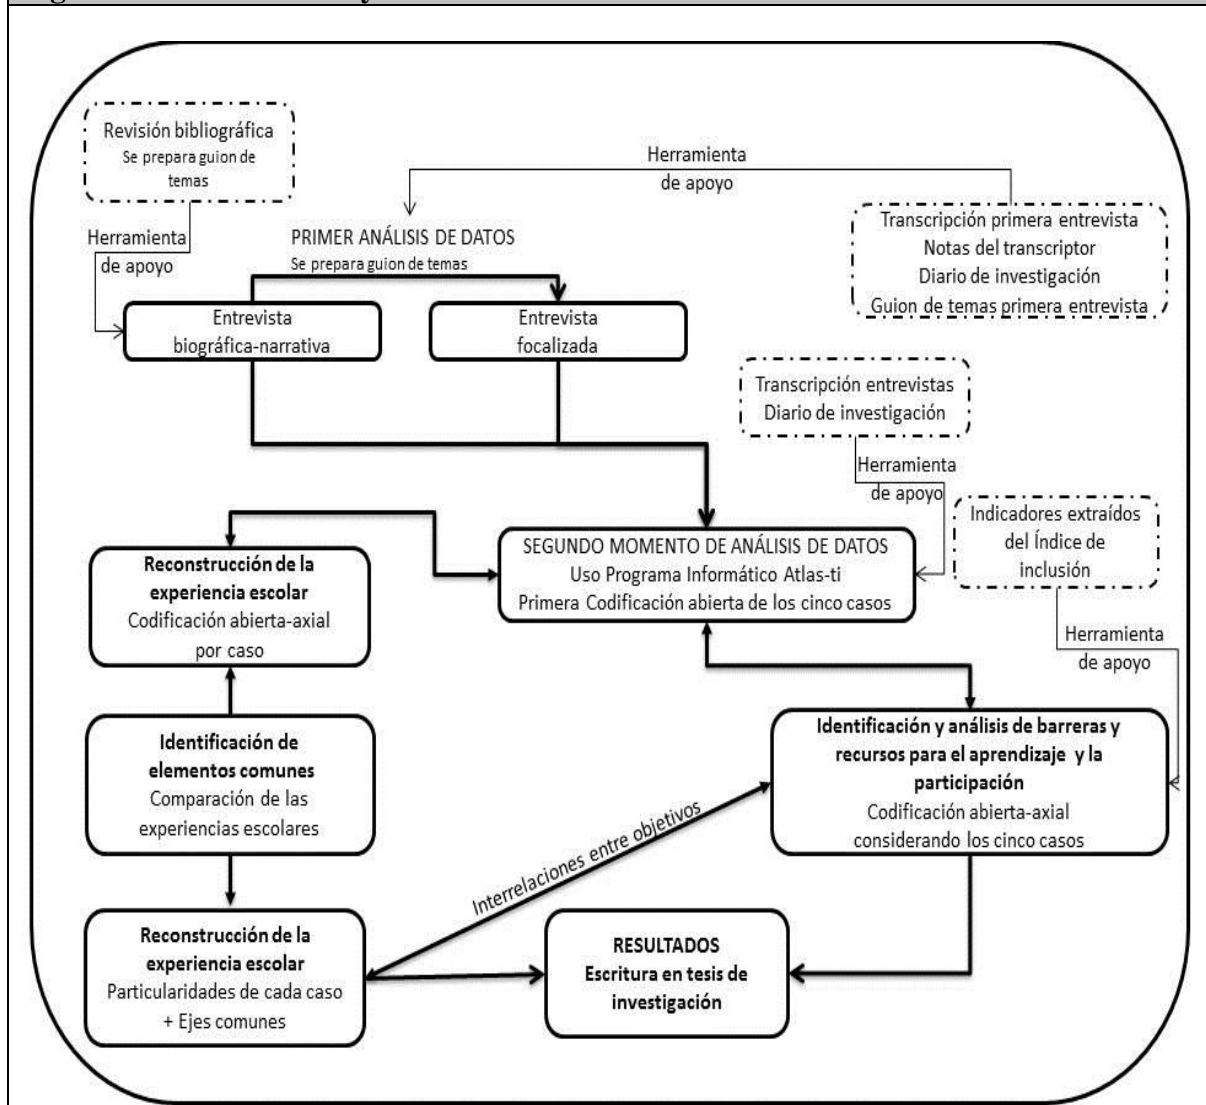 Revisión bibliográfica
Se prepara guion de
temas
Herramienta
de apoyo
Herramienta
de apoyo
PRIMER ANÁLISIS DE DATOS
Se prepara guion de temas
Transcripción primera entrevista
Notas del transcriptor
Diario de investigación
Guion de temas primera entrevista
Entrevista
biográfica-narrativa
Entrevista
focalizada
Transcripción entrevistas
Diario de investigación
Herramienta
de apoyo
Indicadores extraídos
del Índice de
inclusión
Herramienta
de apoyo
SEGUNDO MOMENTO DE ANÁLISIS DE DATOS
Uso Programa Informático Atlas-ti
Primera Codificación abierta de los cinco casos
Reconstrucción de la
experiencia escolar
Codificación abierta-axial
por caso
Identificación de
elementos comunes
Comparación de las
experiencias escolares
Identificación y análisis de barreras y
recursos para el aprendizaje y la
participación
Codificación abierta-axial
considerando los cinco casos
Interrelaciones entre objetivos
Reconstrucción de la
experiencia escolar
Particularidades de cada caso
+ Ejes comunes
RESULTADOS
Escritura en tesis de
investigación